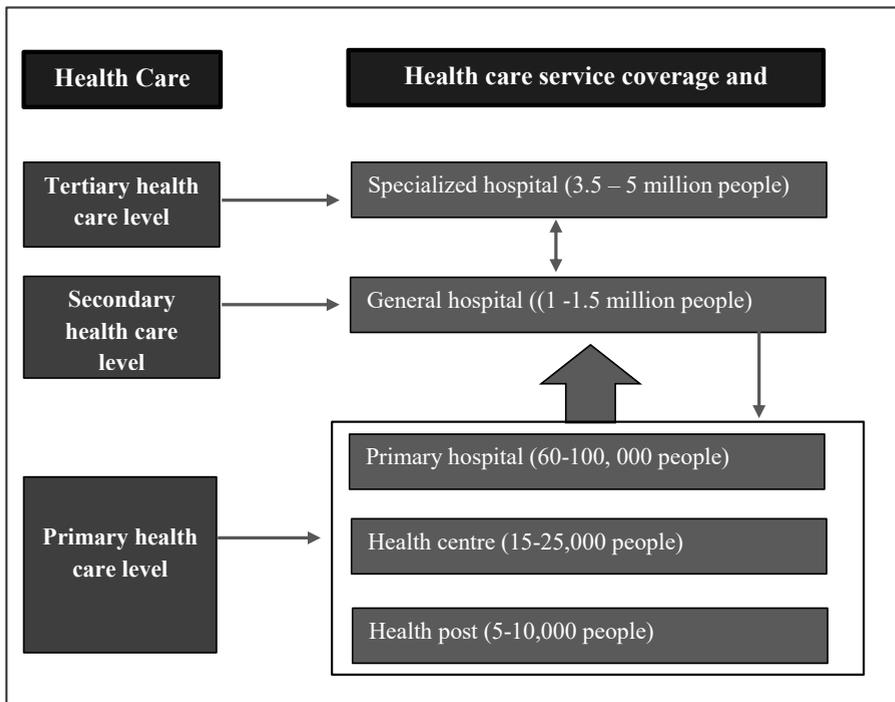 Health Care
Health care service coverage and
Tertiary health
care level
Specialized hospital (3.5 – 5 million people)
Secondary
health care
level
General hospital ((1 -1.5 million people)
Primary health
care level
Primary hospital (60-100, 000 people)
Health centre (15-25,000 people)
Health post (5-10,000 people)